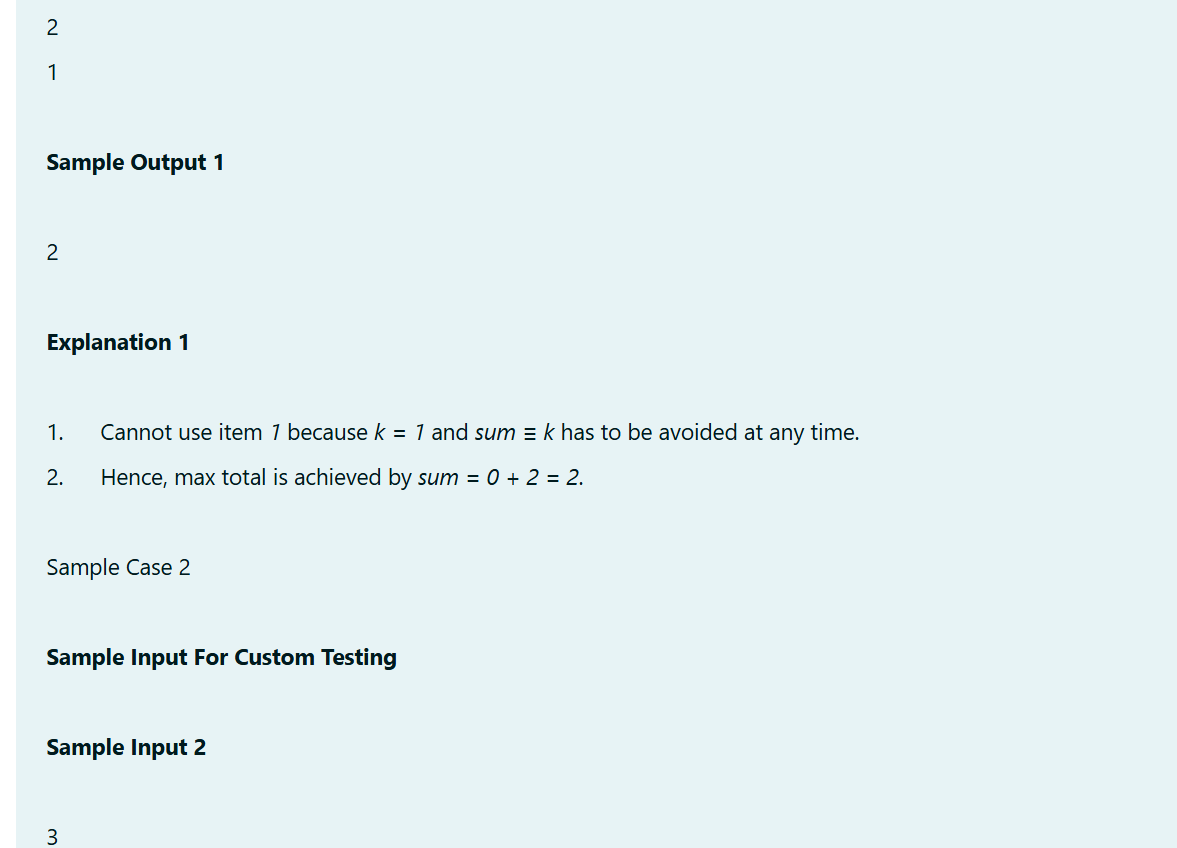 2
1
Sample Output 1
2
Explanation 1
1. Cannot use item 1 because k = 1 and sum ≡ k has to be avoided at any time.
2. Hence, max total is achieved by sum = 0 + 2 = 2.
Sample Case 2
Sample Input For Custom Testing
Sample Input 2
3